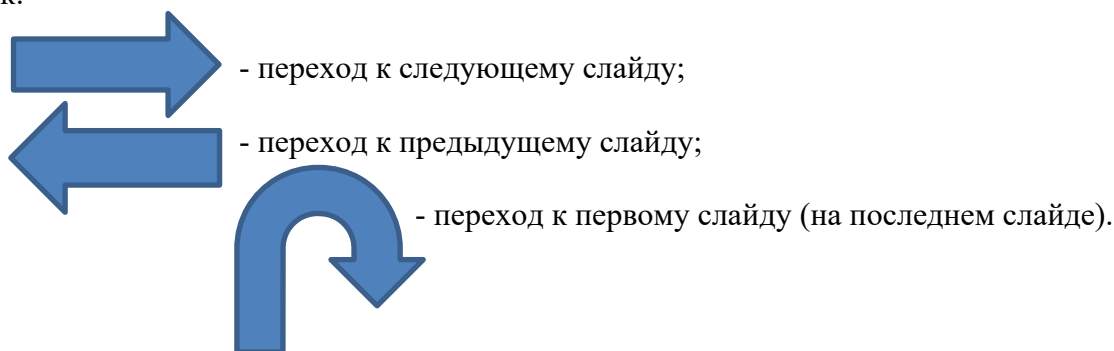 к.
- переход к следующему слайду;
- переход к предыдущему слайду;
- переход к первому слайду (на последнем слайде).